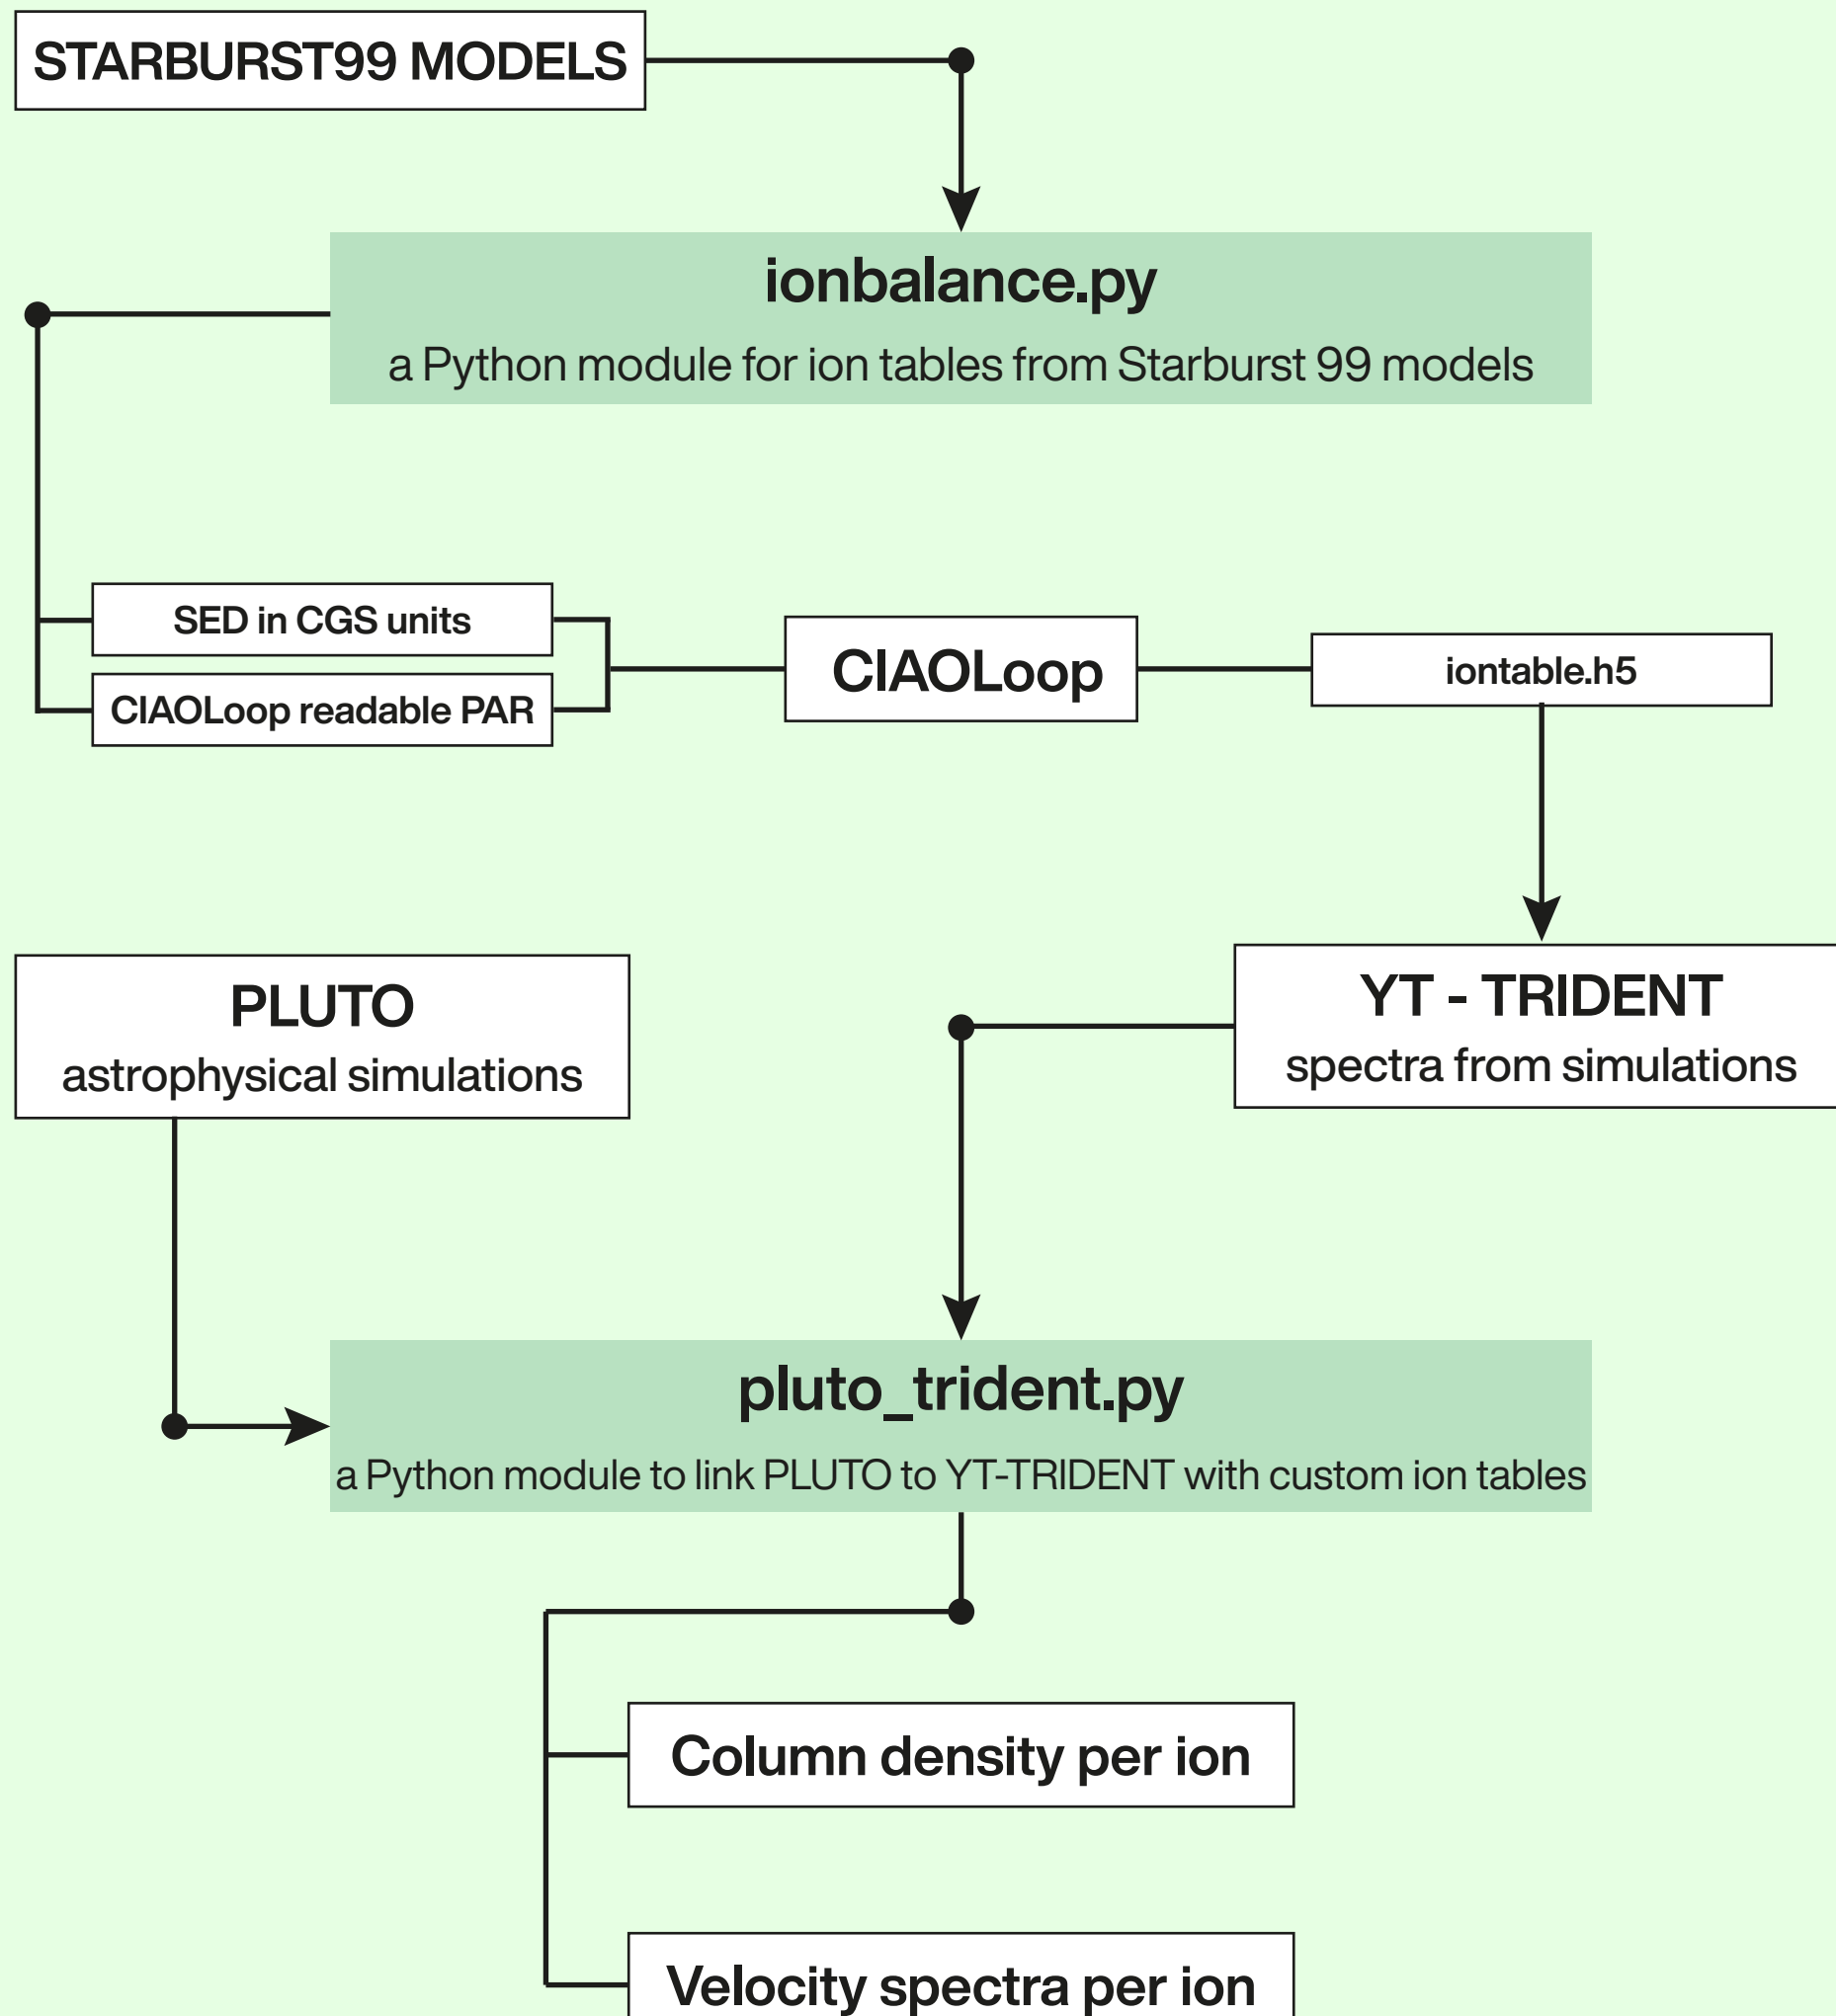 STARBURST99 MODELS
ionbalance.py
a Python module for ion tables from Starburst 99 models
SED in CGS units
CIAOLoop readable PAR
CIAOLoop
iontable.h5
PLUTO
astrophysical simulations
YT - TRIDENT
spectra from simulations
pluto_trident.py
a Python module to link PLUTO to YT-TRIDENT with custom ion tables
Column density per ion
Velocity spectra per ion